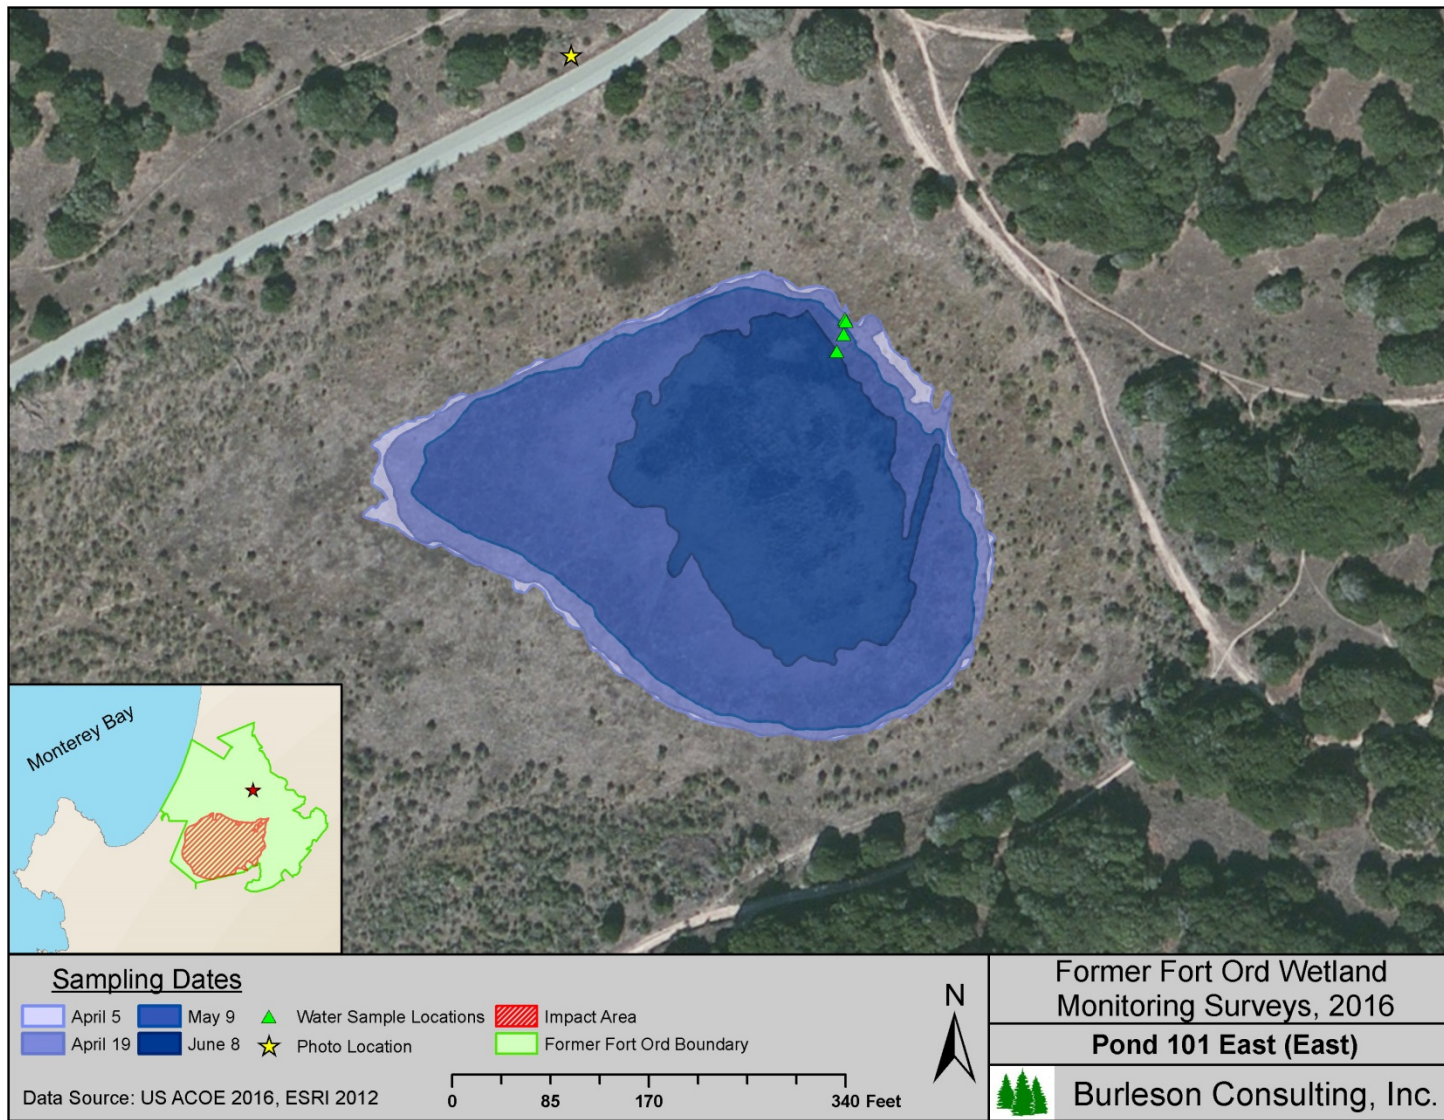 Monterey Bay
Sampling Dates
April 5
May 9
Water Sample Locations
Impact Area
April 19
June 8
Photo Location
Former Fort Ord Boundary
Data Source: US ACOE 2016, ESRI 2012
0 85 170 340 Feet
N
Former Fort Ord Wetland
Monitoring Surveys, 2016
Pond 101 East (East)
Burleson Consulting, Inc.